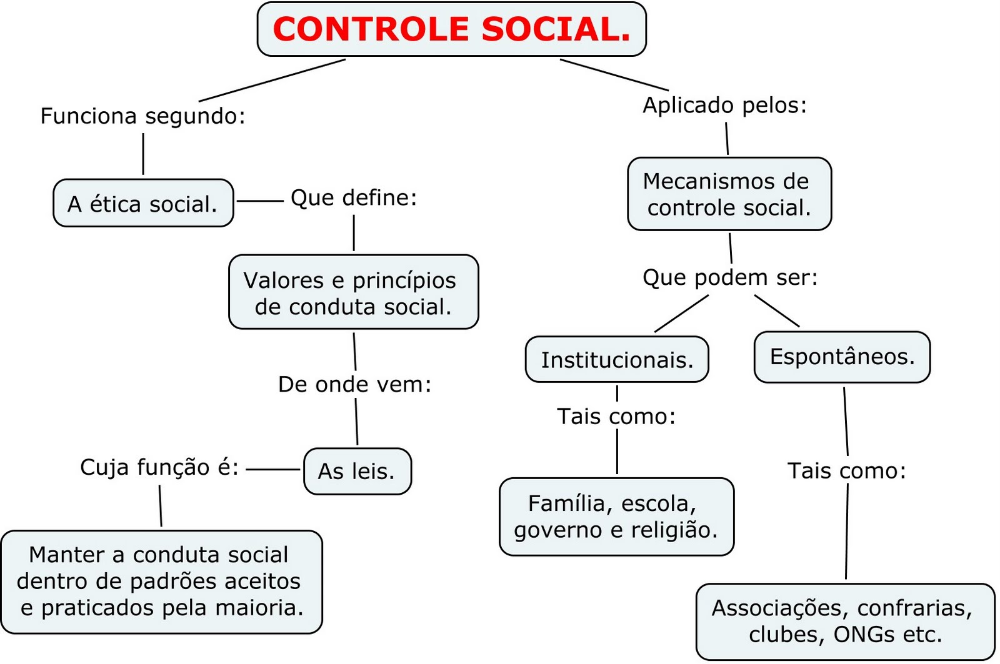 CONTROLE SOCIAL.
Funciona segundo:
A ética social.
Que define:
Valores e princípios
de conduta social.
De onde vem:
As leis.
Cuja função é:
Manter a conduta social
dentro de padrões aceitos
e praticados pela maioria.
Aplicado pelos:
Mecanismos de
controle social.
Que podem ser:
Institucionais.
Tais como:
Família, escola,
governo e religião.
Espontâneos.
Tais como:
Associações, confrarias,
clubes, ONGs etc.